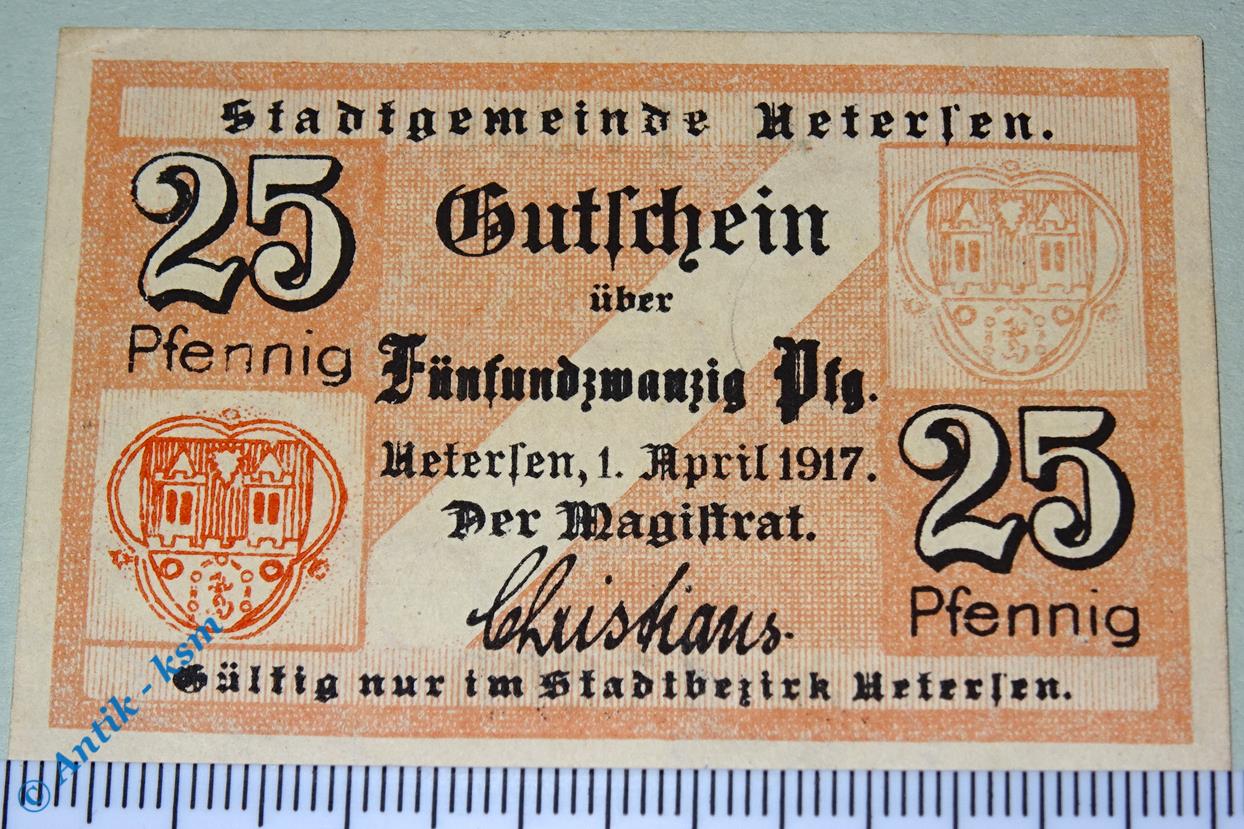 Stadtgemeinde Uetersen.
25
Pfennig
Gutschein
über
Fünfundzwanzig Pfg.
Uetersen, 1. April 1917.
Der Magistrat.
Christians.
25
Pfennig
Gültig nur im Stadtbezirk Uetersen.
© Antik - ksm